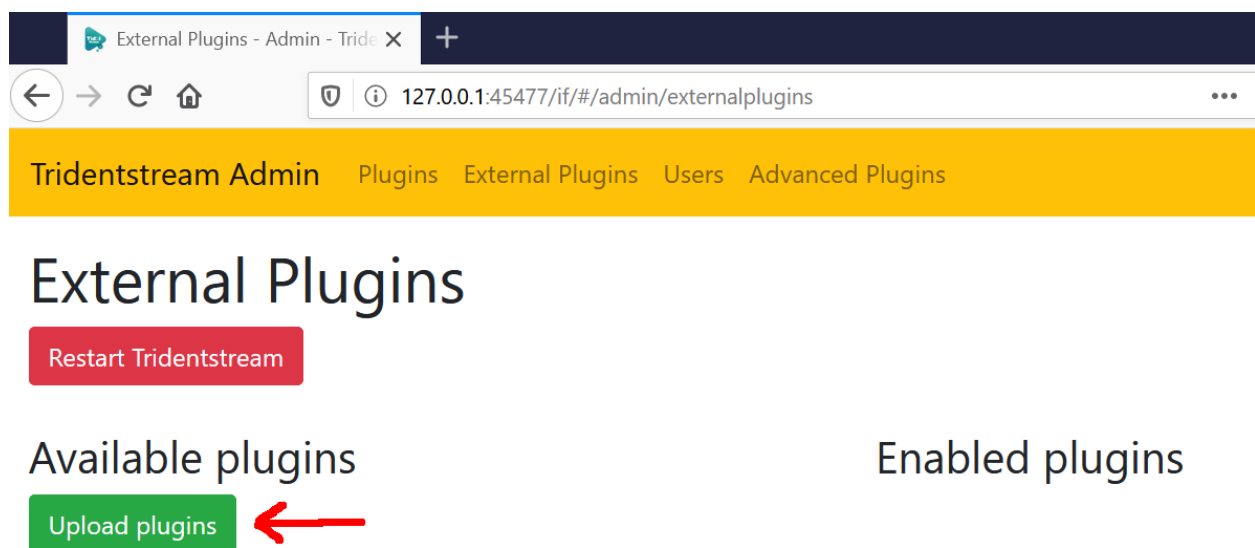 External Plugins - Admin - Tride
127.0.0.1:45477/if/#/admin/externalplugins
Tridentstream Admin Plugins External Plugins Users Advanced Plugins
External Plugins
Restart Tridentstream
Available plugins Enabled plugins
Upload plugins